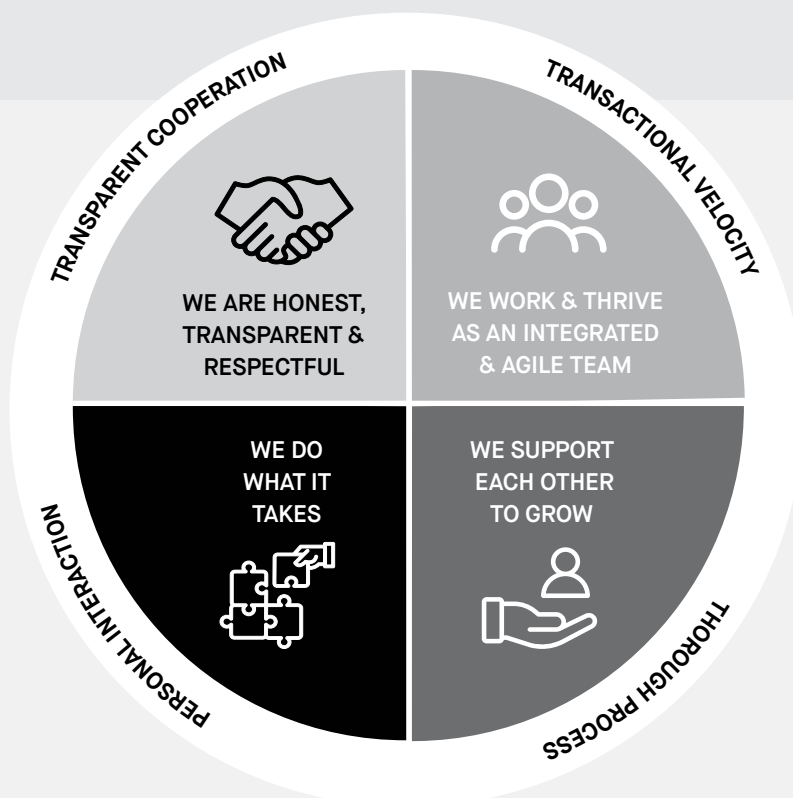 TRANSPARENT COOPERATION
TRANSACTIONAL VELOCITY
WE ARE HONEST,
TRANSPARENT &
RESPECTFUL
WE WORK & THRIVE
AS AN INTEGRATED
& AGILE TEAM
WE DO
WHAT IT
TAKES
WE SUPPORT
EACH OTHER
TO GROW
PERSONAL INTERACTION
THOROUGH PROCESS